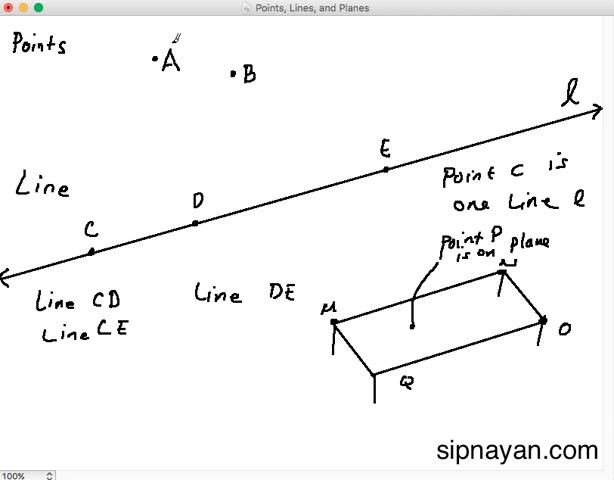 Points, Lines, and Planes
Points
A
B
l
E
Point C is
one Line l
Line
D
C
Point P
is on plane
Line CD
Line DE
Line CE
M
N
O
Q
sipnayan.com
100%